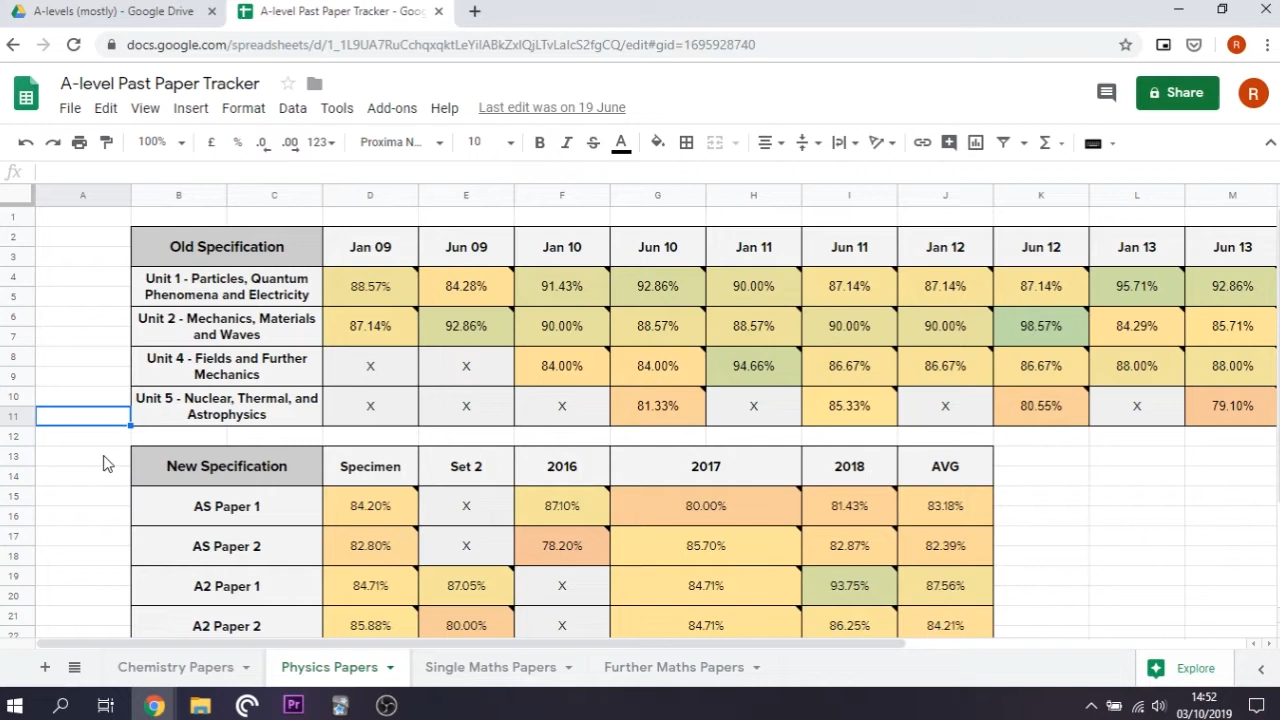 A-levels (mostly) - Google Drive
A-level Past Paper Tracker - Goo
docs.google.com/spreadsheets/d/1_1L9UA7RuCchqxqktLeYiIABkZxIQjLTvLaIcS2fgCQ/edit#gid=1695928740
A-level Past Paper Tracker
File Edit View Insert Format Data Tools Add-ons Help Last edit was on 19 June
Share
R
100% £ % .0 .00 123 Proxima N... 10 B I S A
fx
A B C D E F G H I J K L M
1
2
3
4
5
6
7
8
9
10
11
12
13
14
15
16
17
18
19
20
21
22
Old Specification Jan 09 Jun 09 Jan 10 Jun 10 Jan 11 Jun 11 Jan 12 Jun 12 Jan 13 Jun 13
Unit 1 - Particles, Quantum
Phenomena and Electricity
88.57% 84.28% 91.43% 92.86% 90.00% 87.14% 87.14% 87.14% 95.71% 92.86%
Unit 2 - Mechanics, Materials
and Waves
87.14% 92.86% 90.00% 88.57% 88.57% 90.00% 90.00% 98.57% 84.29% 85.71%
Unit 4 - Fields and Further
Mechanics
X X 84.00% 84.00% 94.66% 86.67% 86.67% 86.67% 88.00% 88.00%
Unit 5 - Nuclear, Thermal, and
Astrophysics
X X X 81.33% X 85.33% X 80.55% X 79.10%
New Specification Specimen Set 2 2016 2017 2018 AVG
AS Paper 1 84.20% X 87.10% 80.00% 81.43% 83.18%
AS Paper 2 82.80% X 78.20% 85.70% 82.87% 82.39%
A2 Paper 1 84.71% 87.05% X 84.71% 93.75% 87.56%
A2 Paper 2 85.88% 80.00% X 84.71% 86.25% 84.21%
Chemistry Papers Physics Papers Single Maths Papers Further Maths Papers Explore
Pr
14:52
03/10/2019